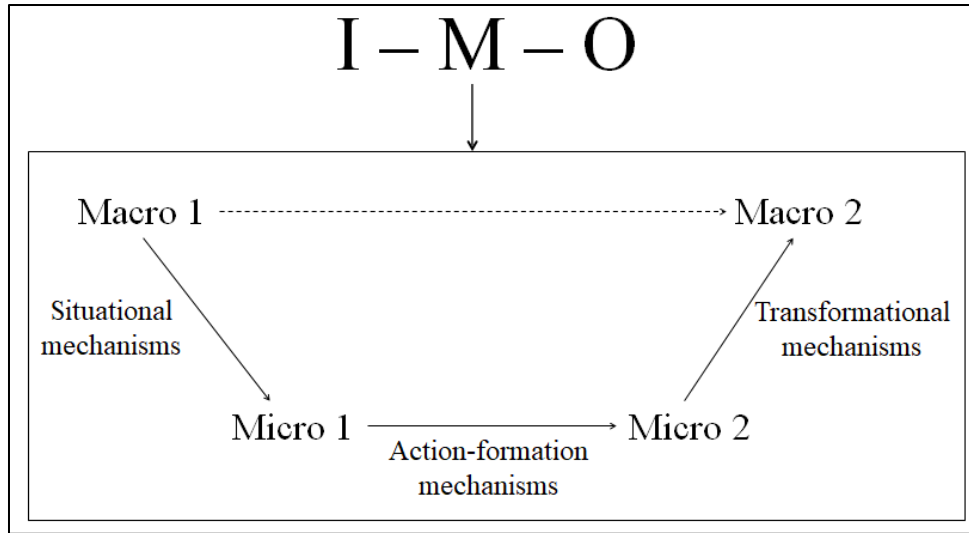 I – M – O
Macro 1
Macro 2
Situational
mechanisms
Transformational
mechanisms
Micro 1
Micro 2
Action-formation
mechanisms